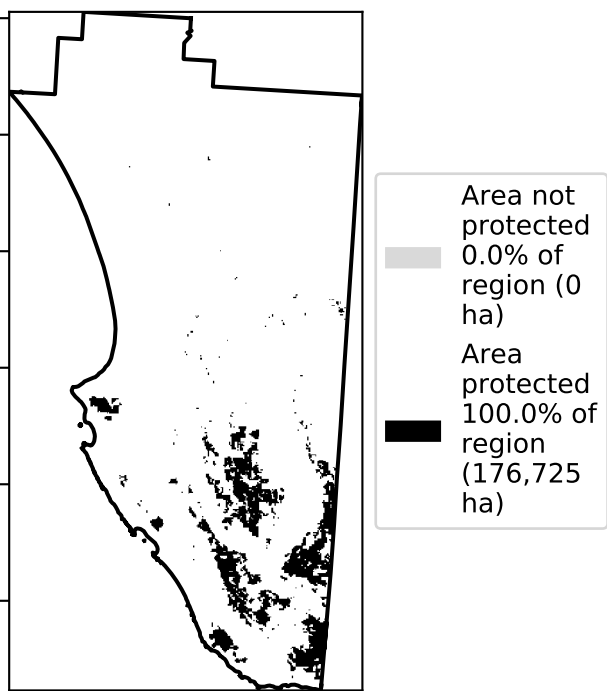 Area not
protected
0.0% of
region (0
ha)
Area
protected
100.0% of
region
(176,725
ha)